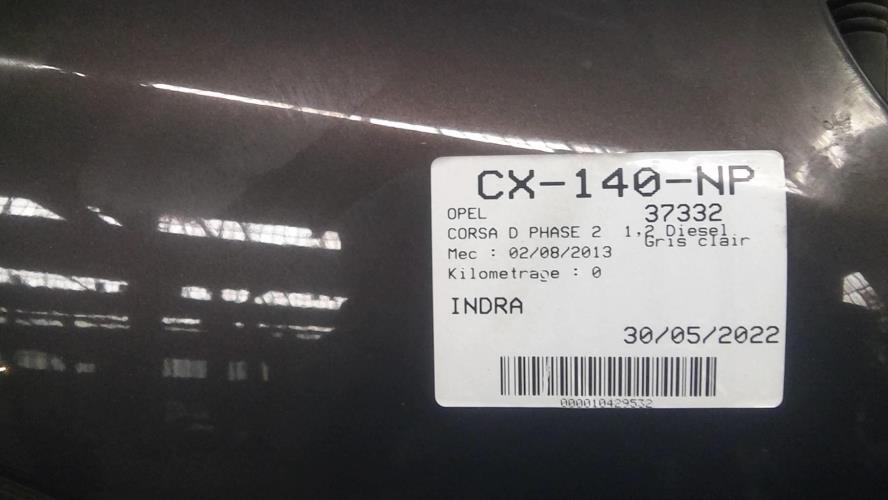 CX-140-NP
OPEL 37332
CORSA D PHASE 2 1,2 Diesel
Gris clair
Mec : 02/08/2013
Kilometrage : 0
INDRA
30/05/2022
000010429532